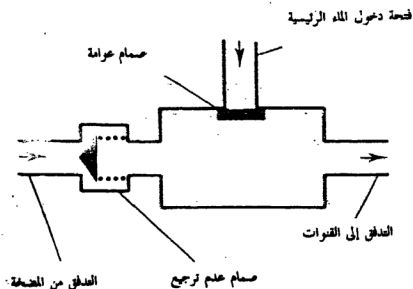 فتحة دخول الماء الرئيسية
صمام عوامة
التدفق إلى القنوات
صمام عدم ترجيع
التدفق من المضخة